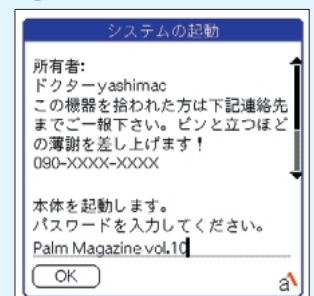 システムの起動
所有者:
ドクターyashimac
この機器を拾われた方は下記連絡先
までご一報下さい。ピンと立つほど
の薄謝を差し上げます！
090-XXXX-XXXX
本体を起動します。
パスワードを入力してください。
Palm Magazine vol.10
OK
a